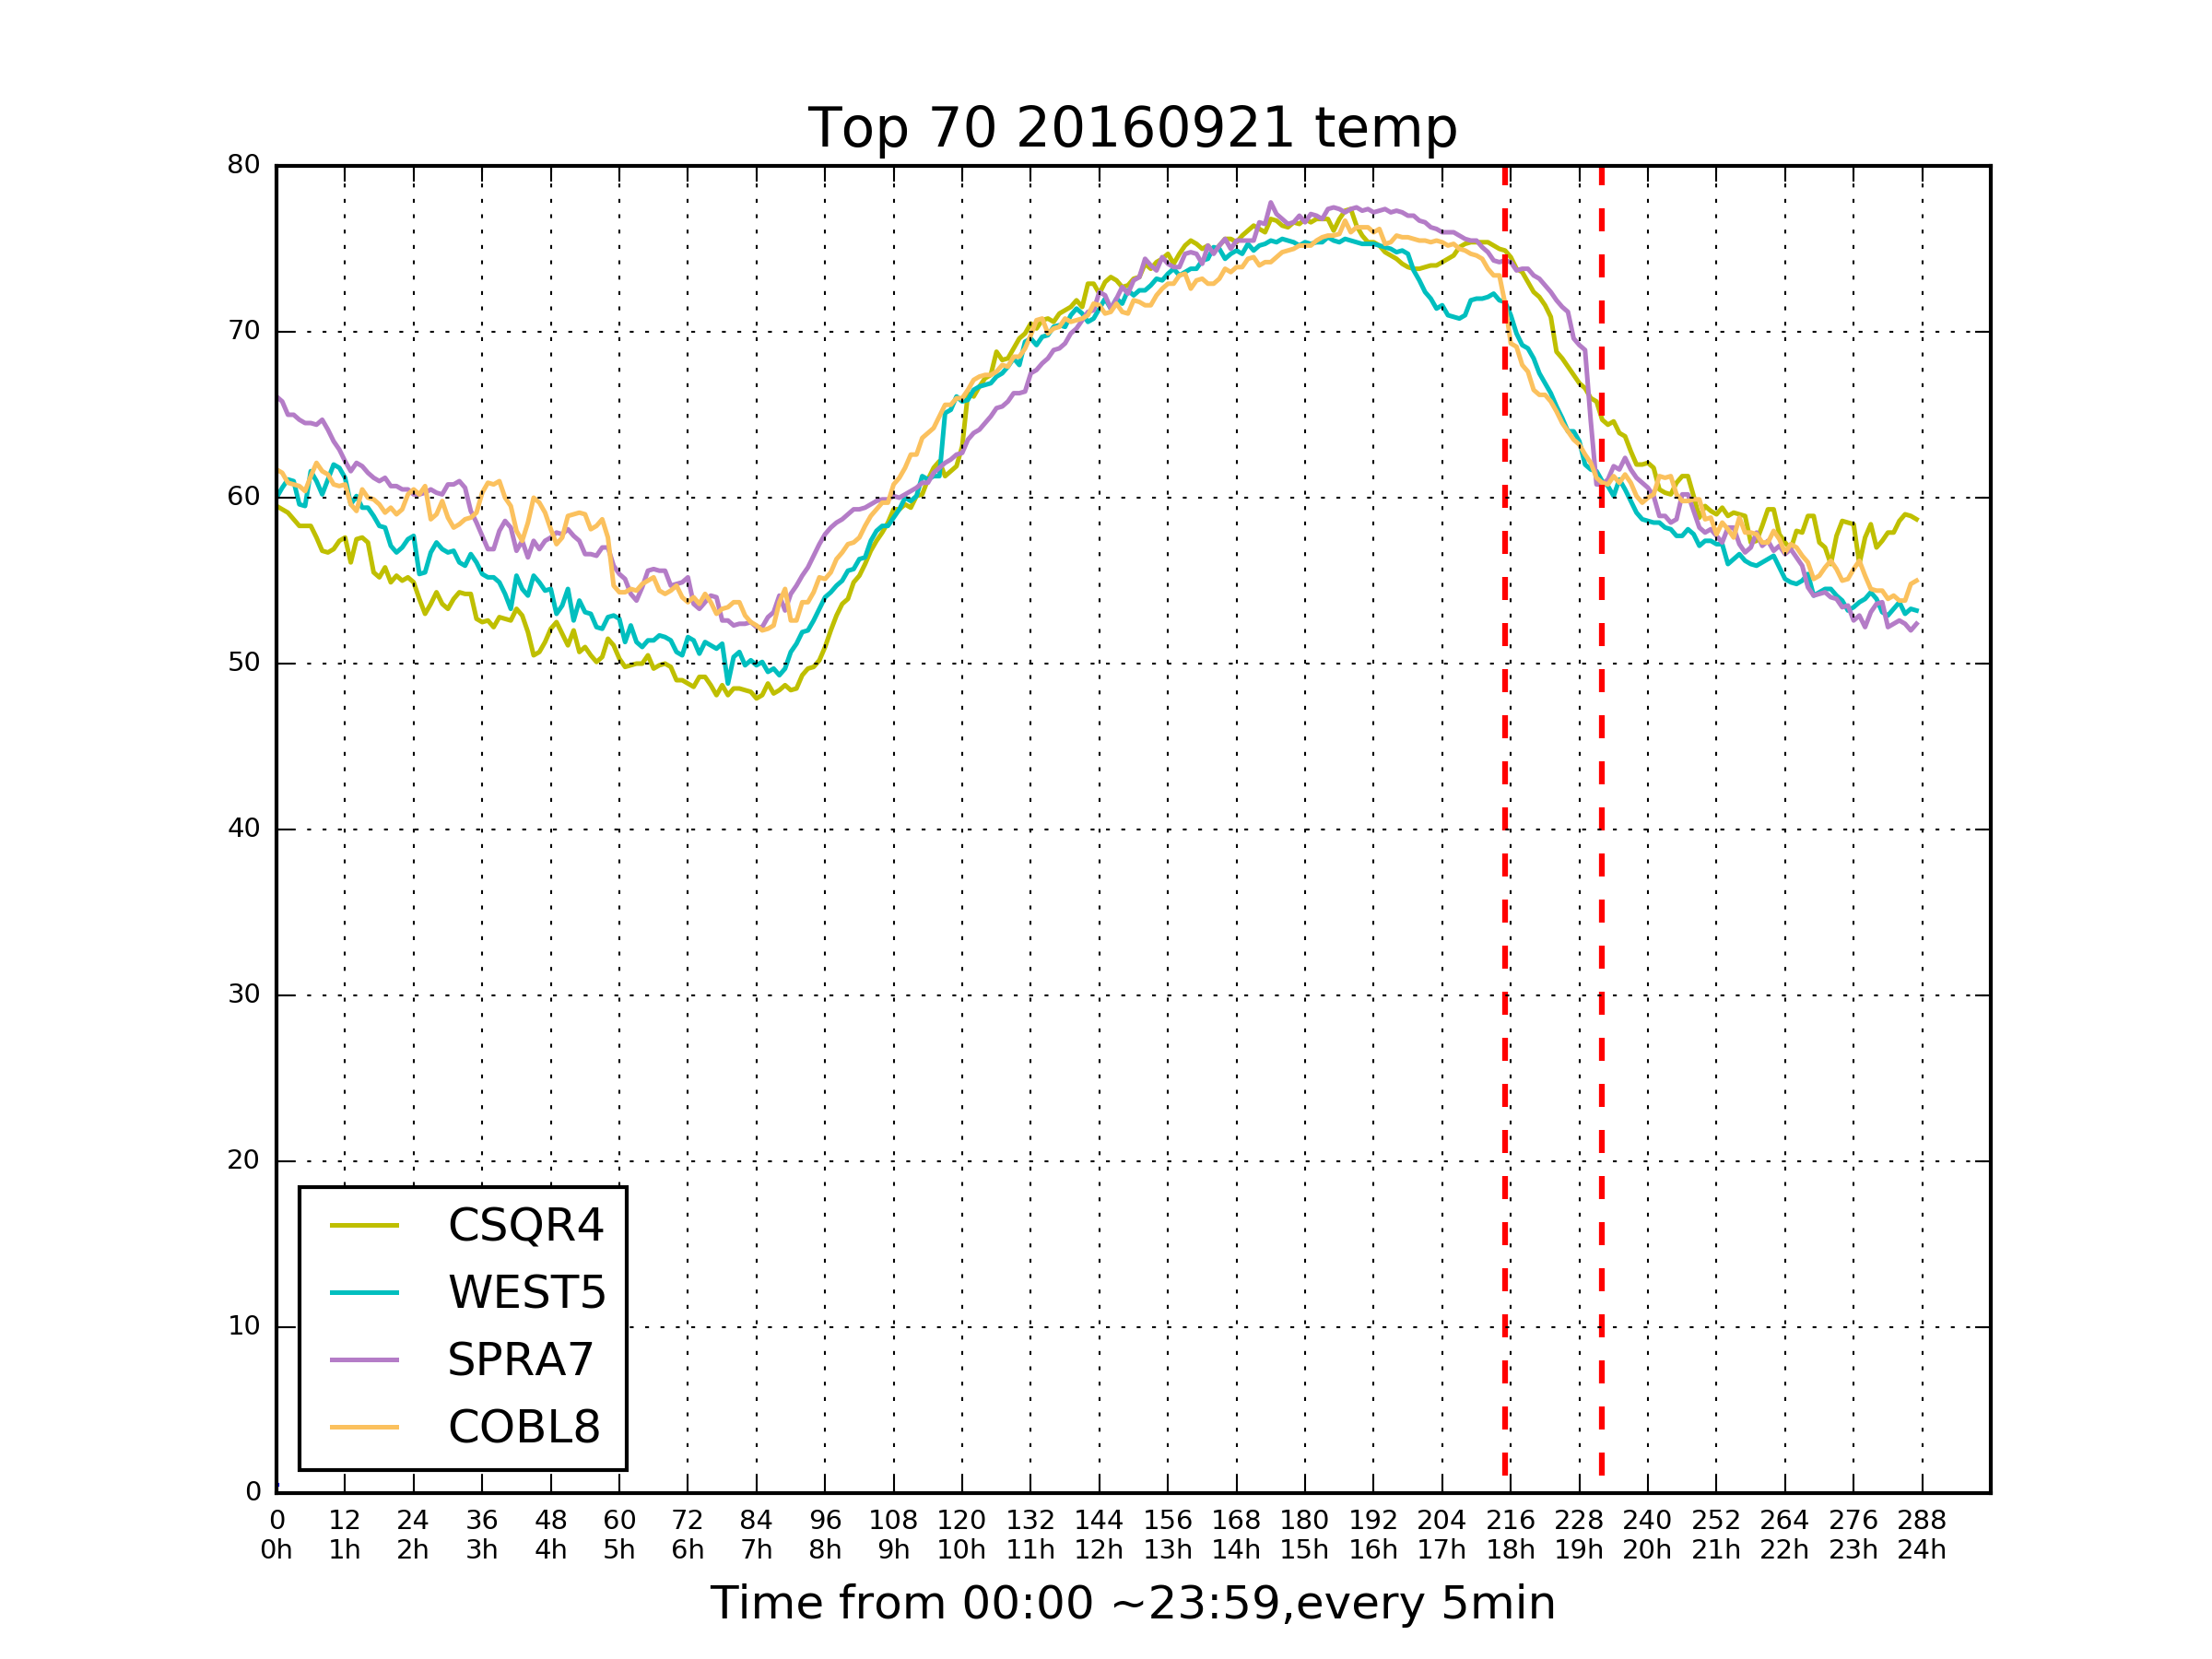 Top 70 20160921 temp
80
70
60
50
40
30
20
10
0
CSQR4
WEST5
SPRA7
COBL8
0 12 24 36 48 60 72 84 96 108 120 132 144 156 168 180 192 204 216 228 240 252 264 276 288
0h 1h 2h 3h 4h 5h 6h 7h 8h 9h 10h 11h 12h 13h 14h 15h 16h 17h 18h 19h 20h 21h 22h 23h 24h
Time from 00:00 ~23:59,every 5min